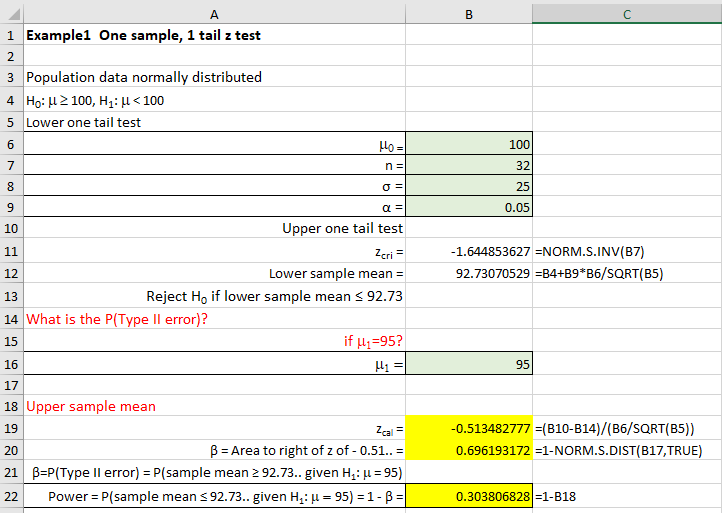 A B C
1 Example1 One sample, 1 tail z test
2
3 Population data normally distributed
4 H₀: μ ≥ 100, H₁: μ < 100
5 Lower one tail test
6 μ₀ = 100
7 n = 32
8 σ = 25
9 α = 0.05
10 Upper one tail test
11 z꜀ᵣᵢ = -1.644853627 =NORM.S.INV(B7)
12 Lower sample mean = 92.73070529 =B4+B9*B6/SQRT(B5)
13 Reject H₀ if lower sample mean ≤ 92.73
14 What is the P(Type II error)?
15 if μ₁=95?
16 μ₁ = 95
17
18 Upper sample mean
19 z꜀ₐₗ = -0.513482777 =(B10-B14)/(B6/SQRT(B5))
20 β = Area to right of z of - 0.51.. = 0.696193172 =1-NORM.S.DIST(B17,TRUE)
21 β=P(Type II error) = P(sample mean ≥ 92.73.. given H₁: μ = 95)
22 Power = P(sample mean ≤ 92.73.. given H₁: μ = 95) = 1 - β = 0.303806828 =1-B18